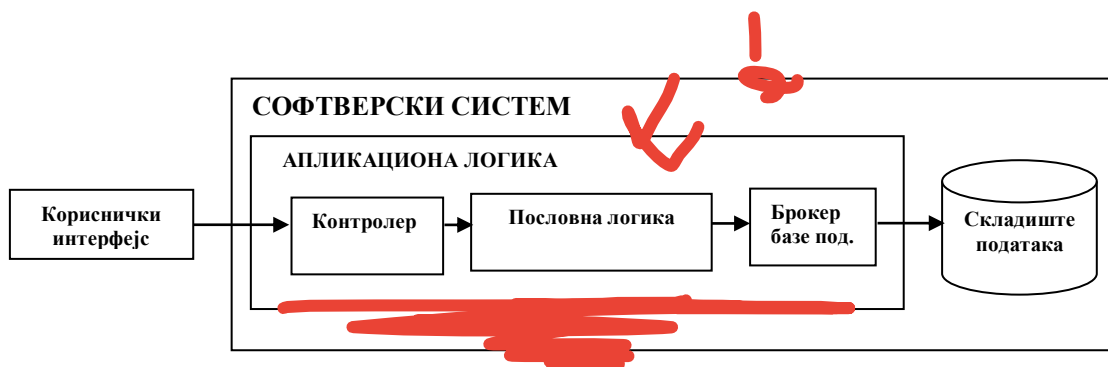 СОФТВЕРСКИ СИСТЕМ
АПЛИКАЦИОНА ЛОГИКА
Кориснички
интерфејс
Контролер
Пословна логика
Брокер
базе под.
Складиште
података